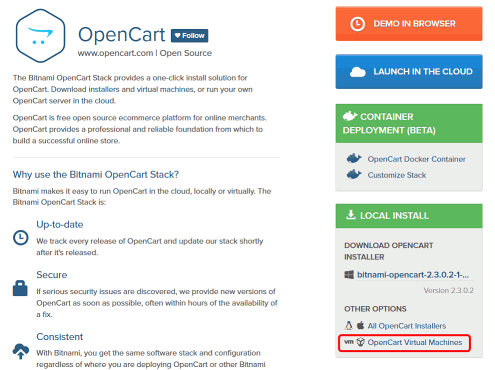 OpenCart
Follow
www.opencart.com | Open Source
The Bitnami OpenCart Stack provides a one-click install solution for
OpenCart. Download installers and virtual machines, or run your own
OpenCart server in the cloud.
OpenCart is free open source ecommerce platform for online merchants.
OpenCart provides a professional and reliable foundation from which to
build a successful online store.
Why use the Bitnami OpenCart Stack?
Bitnami makes it easy to run OpenCart in the cloud, locally or virtually. The
Bitnami OpenCart Stack is:
Up-to-date
We track every release of OpenCart and update our stack shortly
after it's released.
Secure
If serious security issues are discovered, we provide new versions of
OpenCart as soon as possible, often within hours of the availability of
a fix.
Consistent
With Bitnami, you get the same software stack and configuration
regardless of where you are deploying OpenCart or other Bitnami
DEMO IN BROWSER
LAUNCH IN THE CLOUD
CONTAINER
DEPLOYMENT (BETA)
OpenCart Docker Container
Customize Stack
LOCAL INSTALL
DOWNLOAD OPENCART
INSTALLER
bitnami-opencart-2.3.0.2-1-...
Version 2.3.0.2
OTHER OPTIONS
All OpenCart Installers
vm OpenCart Virtual Machines